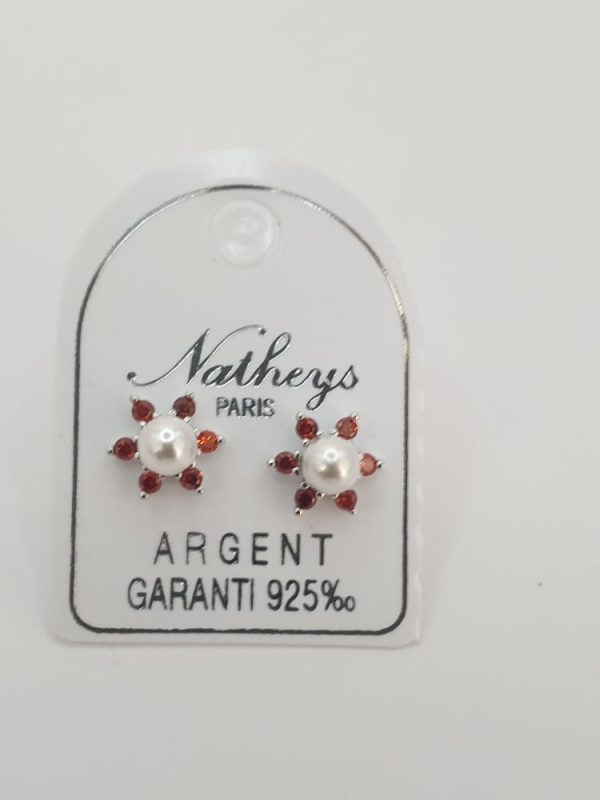 Natheys
PARIS
ARGENT
GARANTI 925‰